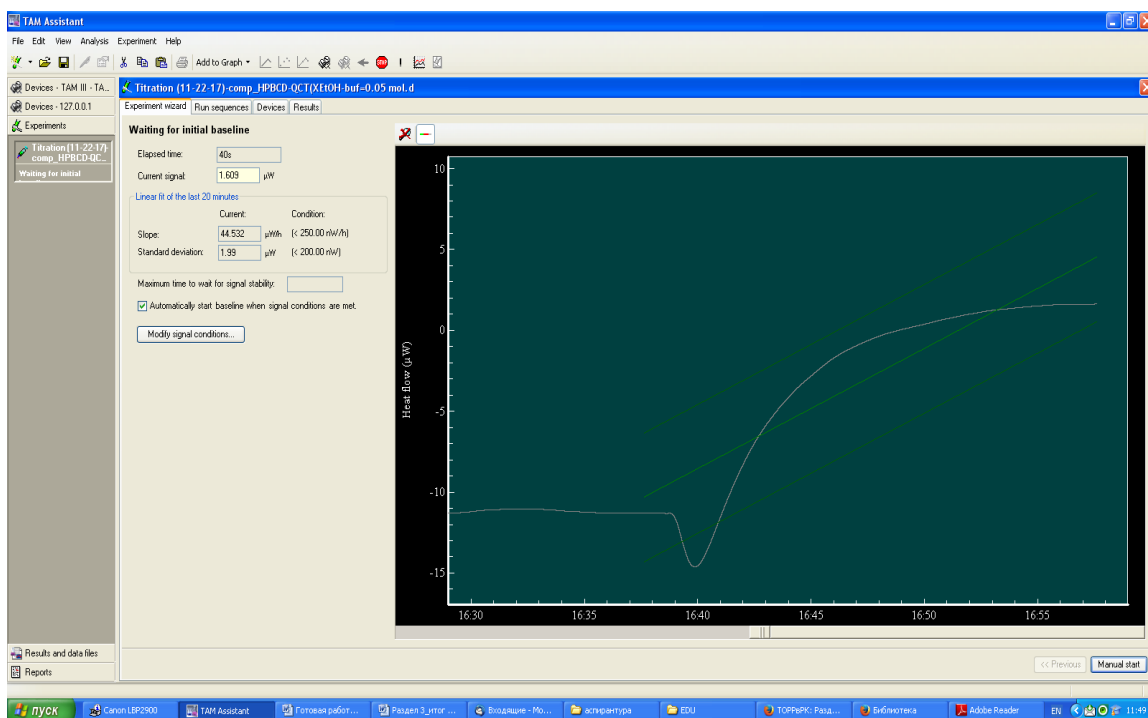 TAM Assistant
File Edit View Analysis Experiment Help
Add to Graph
Devices - TAM III - TA...
Devices - 127.0.0.1
Experiments
Titration (11-22-17)-
comp_HPBCD-QC...
Waiting for initial
Titration (11-22-17)-comp_HPBCD-QCT(XEtOH-buf=0.05 mol.d
Experiment wizard Run sequences Devices Results
Waiting for initial baseline
Elapsed time: 40s
Current signal: 1.609 µW
Linear fit of the last 20 minutes
Current: Condition:
Slope: 44.532 µW/h (< 250.00 nW/h)
Standard deviation: 1.99 µW (< 200.00 nW)
Maximum time to wait for signal stability:
Automatically start baseline when signal conditions are met.
Modify signal conditions...
10
5
0
-5
-10
-15
Heat flow (µW)
16:30 16:35 16:40 16:45 16:50 16:55
Results and data files
Reports
<< Previous Manual start
пуск Canon LBP2900 TAM Assistant Готовая работ... Раздел 3_итог ... Входящие - Mo... аспирантура EDU ТОРРвРК: Разд... Библиотека Adobe Reader EN 11:49